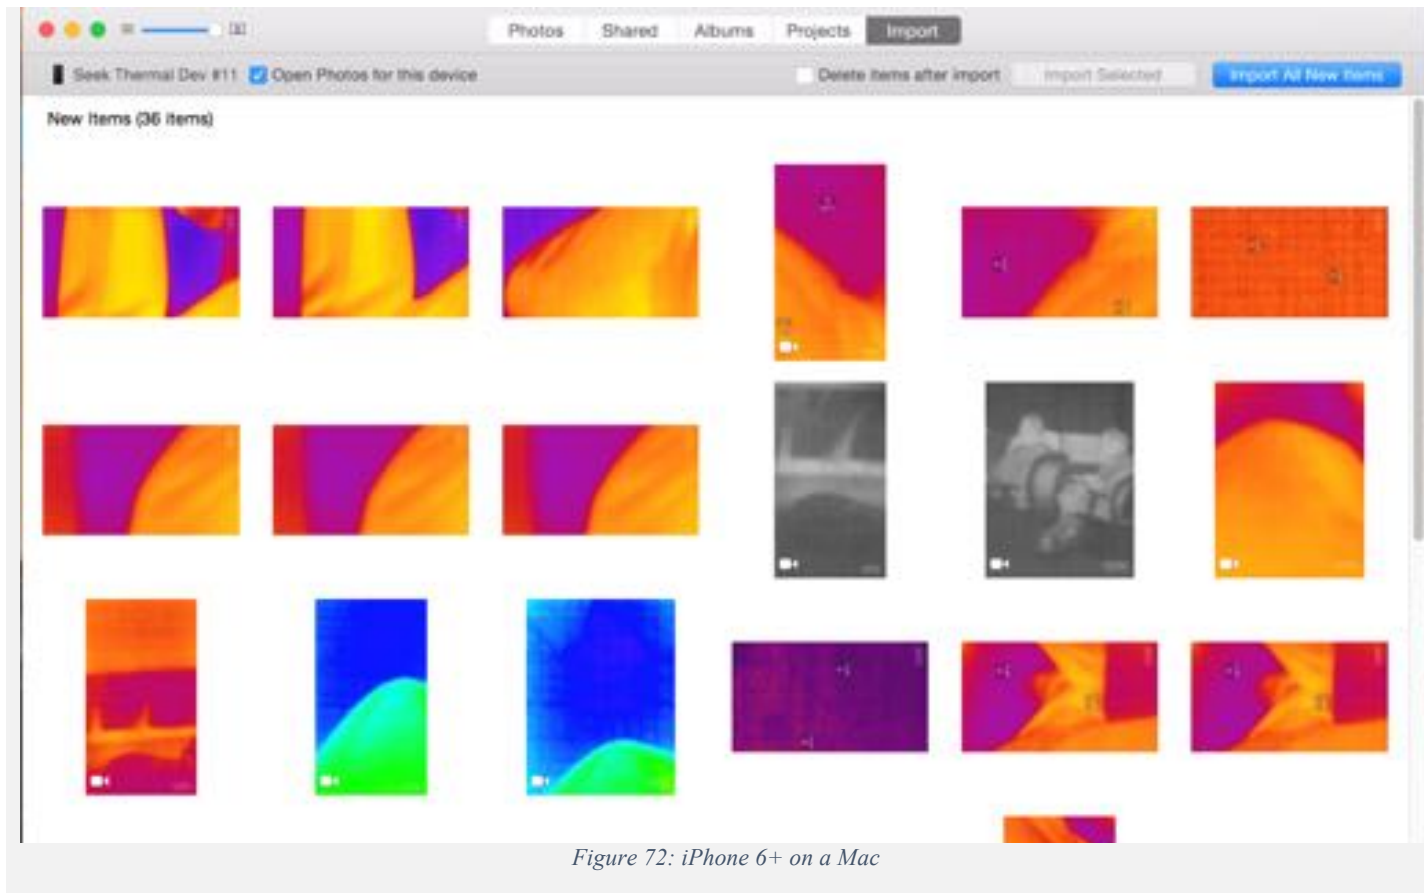 Photos Shared Albums Projects Import
Seek Thermal Dev #11 Open Photos for this device Delete items after import Import Selected Import All New Items
New Items (36 items)
Figure 72: iPhone 6+ on a Mac